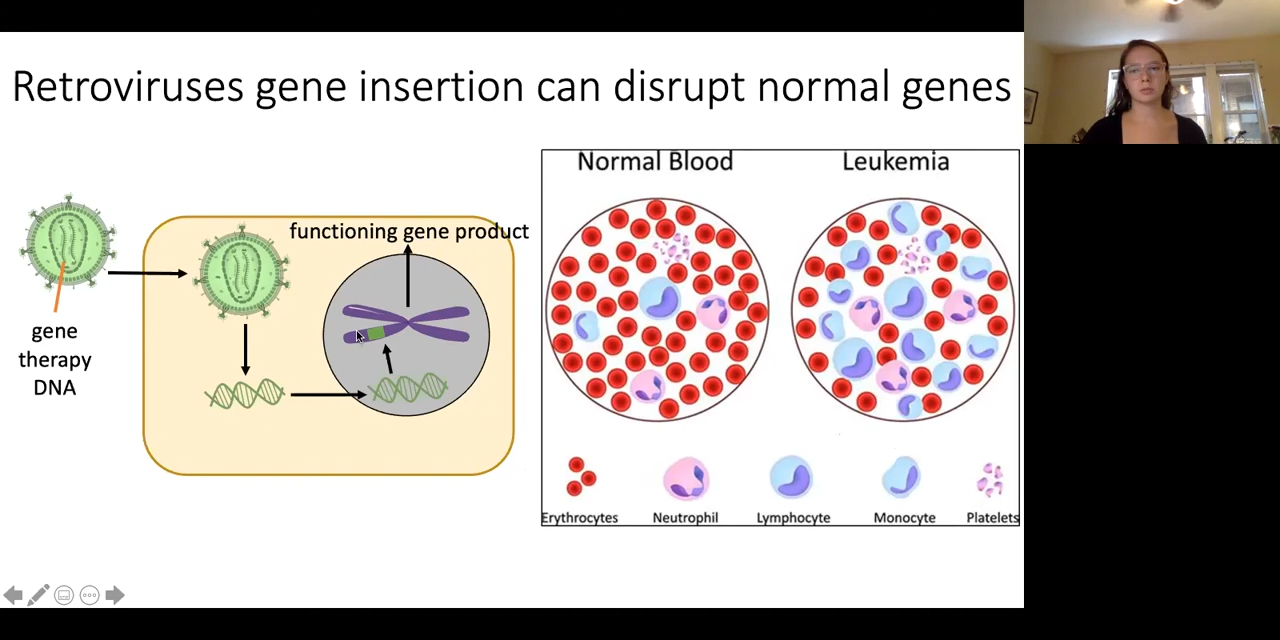 Retroviruses gene insertion can disrupt normal genes
functioning gene product
gene
therapy
DNA
Normal Blood
Leukemia
Erythrocytes
Neutrophil
Lymphocyte
Monocyte
Platelets